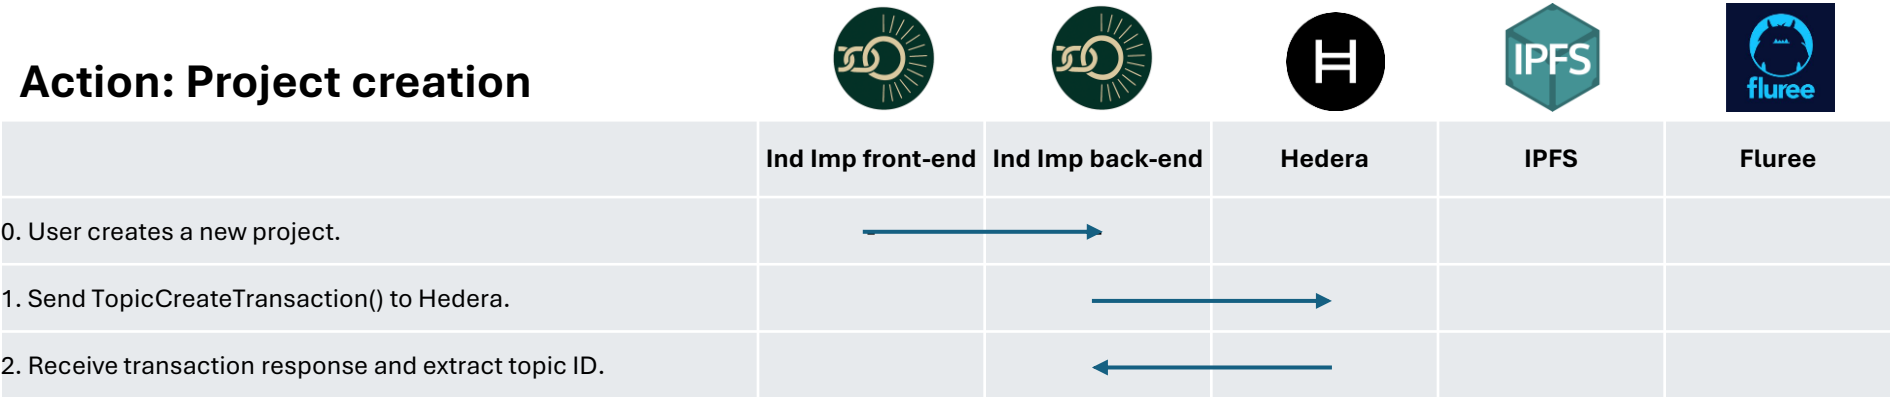 Action: Project creation
IPFS
fluree
Ind Imp front-end
Ind Imp back-end
Hedera
IPFS
Fluree
0. User creates a new project.
1. Send TopicCreateTransaction() to Hedera.
2. Receive transaction response and extract topic ID.